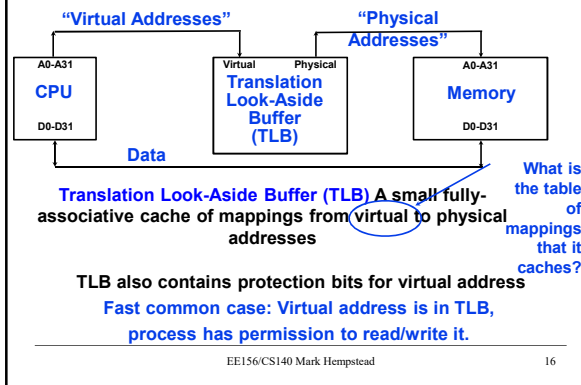 “Virtual Addresses”
“Physical
Addresses”
A0-A31
Virtual Physical
A0-A31
CPU
Translation
Look-Aside
Buffer
(TLB)
Memory
D0-D31
D0-D31
Data
What is
the table
of
mappings
that it
caches?
Translation Look-Aside Buffer (TLB) A small fully-
associative cache of mappings from virtual to physical
addresses
TLB also contains protection bits for virtual address
Fast common case: Virtual address is in TLB,
process has permission to read/write it.
EE156/CS140 Mark Hempstead
16